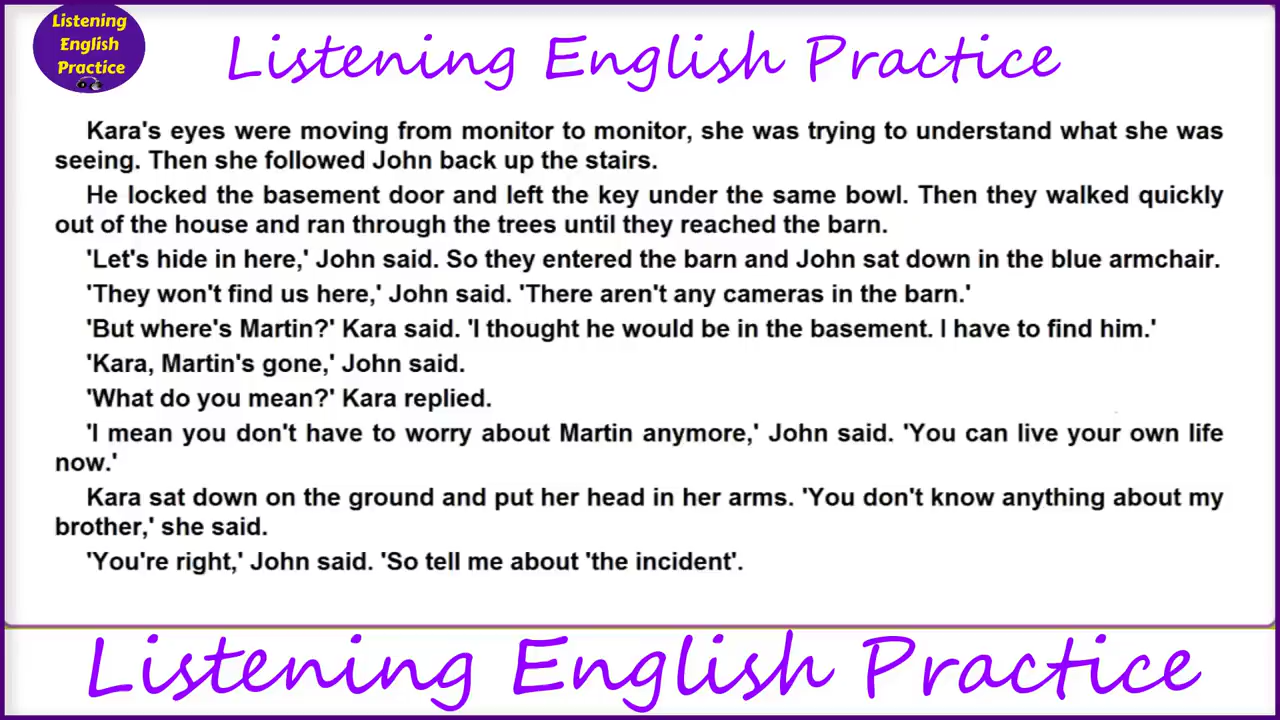 Listening
English
Practice
Listening English Practice
Kara's eyes were moving from monitor to monitor, she was trying to understand what she was
seeing. Then she followed John back up the stairs.
He locked the basement door and left the key under the same bowl. Then they walked quickly
out of the house and ran through the trees until they reached the barn.
'Let's hide in here,' John said. So they entered the barn and John sat down in the blue armchair.
'They won't find us here,' John said. 'There aren't any cameras in the barn.'
'But where's Martin?' Kara said. 'I thought he would be in the basement. I have to find him.'
'Kara, Martin's gone,' John said.
'What do you mean?' Kara replied.
'I mean you don't have to worry about Martin anymore,' John said. 'You can live your own life
now.'
Kara sat down on the ground and put her head in her arms. 'You don't know anything about my
brother,' she said.
'You're right,' John said. 'So tell me about 'the incident'.
Listening English Practice